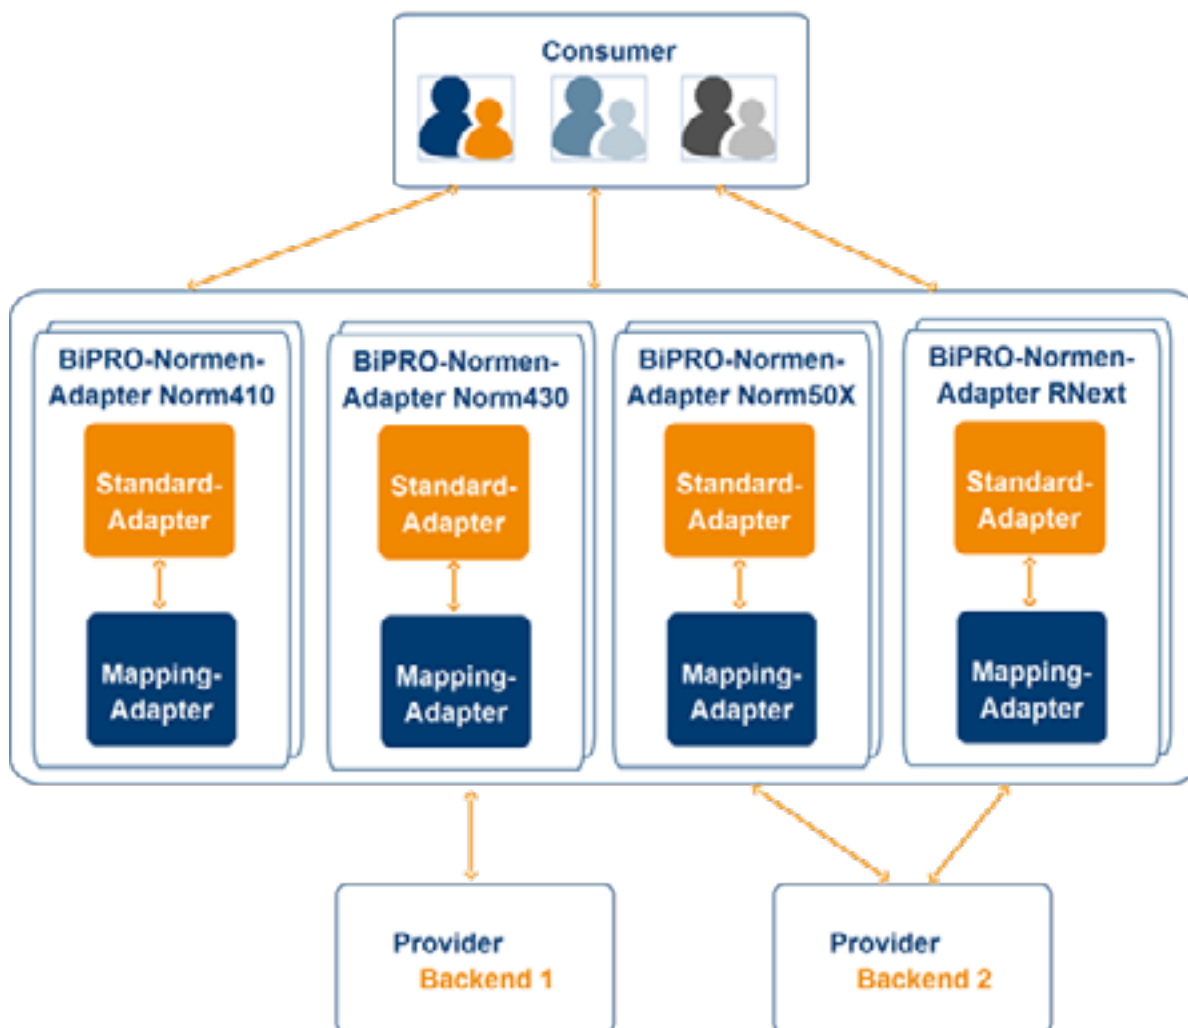 Consumer
BiPRO-Normen-
Adapter Norm410
BiPRO-Normen-
Adapter Norm430
BiPRO-Normen-
Adapter Norm50X
BiPRO-Normen-
Adapter RNext
Standard-
Adapter
Standard-
Adapter
Standard-
Adapter
Standard-
Adapter
Mapping-
Adapter
Mapping-
Adapter
Mapping-
Adapter
Mapping-
Adapter
Provider
Backend 1
Provider
Backend 2